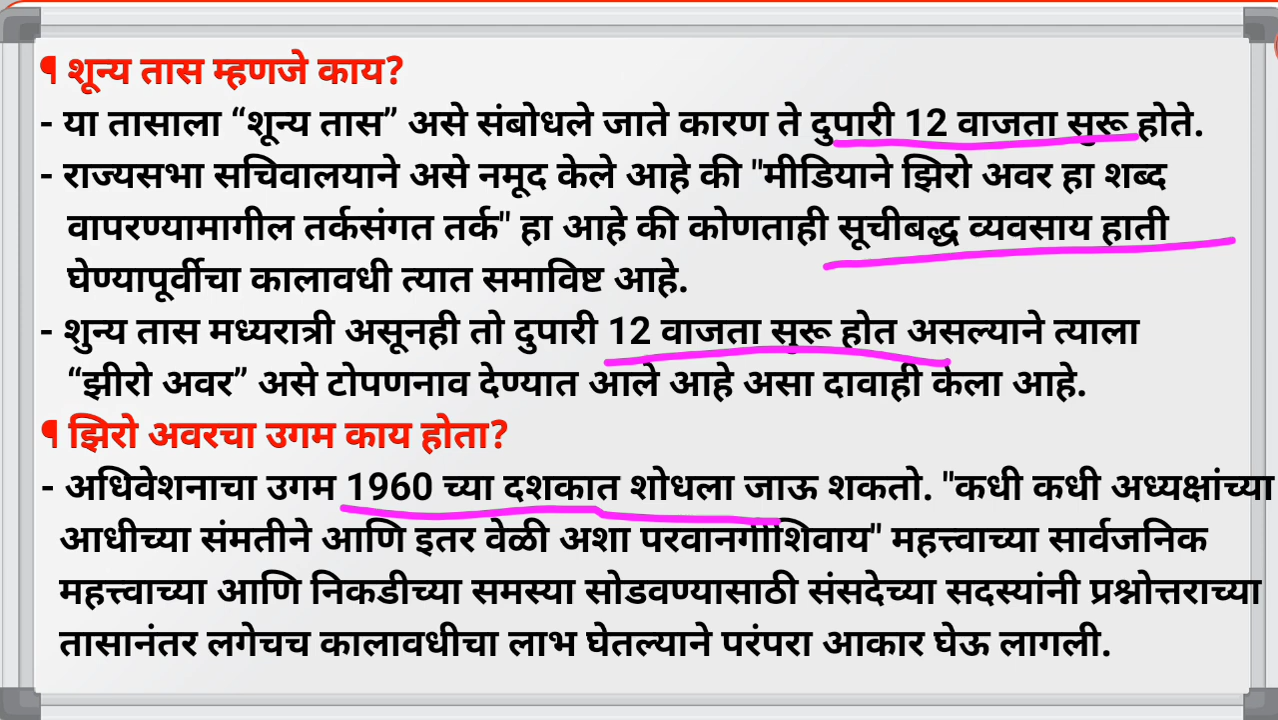 ¶ शून्य तास म्हणजे काय?
- या तासाला “शून्य तास” असे संबोधले जाते कारण ते दुपारी 12 वाजता सुरू होते.
- राज्यसभा सचिवालयाने असे नमूद केले आहे की "मीडियाने झिरो अवर हा शब्द
वापरण्यामागील तर्कसंगत तर्क" हा आहे की कोणताही सूचीबद्ध व्यवसाय हाती
घेण्यापूर्वीचा कालावधी त्यात समाविष्ट आहे.
- शुन्य तास मध्यरात्री असूनही तो दुपारी 12 वाजता सुरू होत असल्याने त्याला
“झीरो अवर” असे टोपणनाव देण्यात आले आहे असा दावाही केला आहे.
¶ झिरो अवरचा उगम काय होता?
- अधिवेशनाचा उगम 1960 च्या दशकात शोधला जाऊ शकतो. "कधी कधी अध्यक्षांच्या
आधीच्या संमतीने आणि इतर वेळी अशा परवानगीशिवाय" महत्त्वाच्या सार्वजनिक
महत्त्वाच्या आणि निकडीच्या समस्या सोडवण्यासाठी संसदेच्या सदस्यांनी प्रश्नोत्तराच्या
तासानंतर लगेचच कालावधीचा लाभ घेतल्याने परंपरा आकार घेऊ लागली.